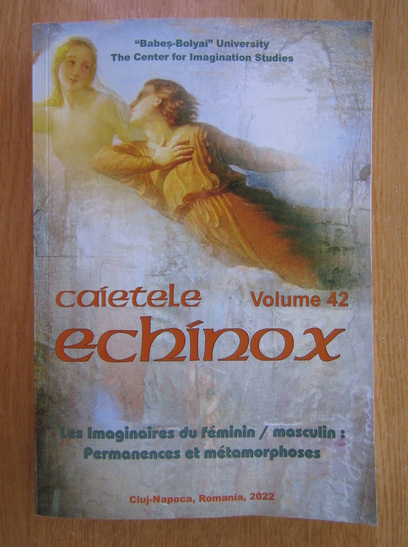 "Babeș-Bolyai" University
The Center for Imagination Studies
caietele Volume 42
echinox
Les imaginaires du féminin / masculin :
Permanences et métamorphoses
Cluj-Napoca, Romania, 2022